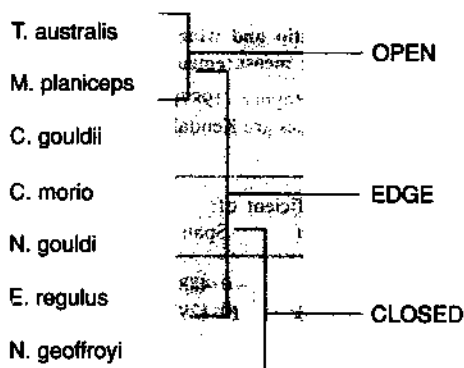 T. australis
OPEN
M. planiceps
C. gouldii
C. morio
EDGE
N. gouldi
E. regulus
CLOSED
N. geoffroyi